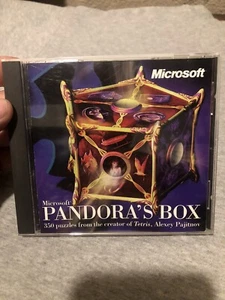 Microsoft
Microsoft
PANDORA'S BOX
350 puzzles from the creator of Tetris, Alexey Pajitnov